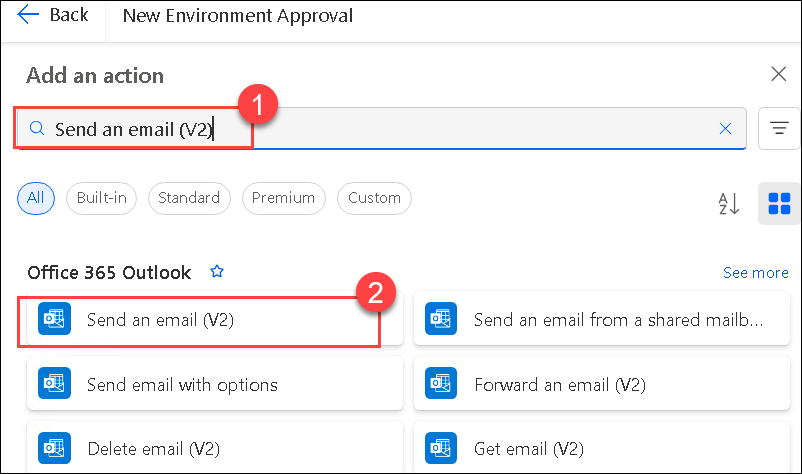 Back New Environment Approval
Add an action
1
Send an email (V2)
All Built-in Standard Premium Custom
A
Z
Office 365 Outlook See more
2
Send an email (V2) Send an email from a shared mailb...
Send email with options Forward an email (V2)
Delete email (V2) Get email (V2)